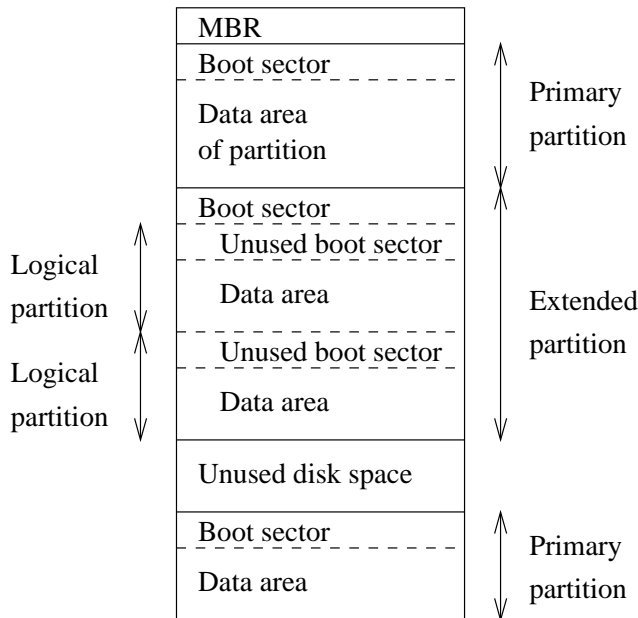 MBR
Boot sector
Data area
of partition
Primary
partition
Boot sector
Unused boot sector
Data area
Logical
partition
Unused boot sector
Data area
Logical
partition
Extended
partition
Unused disk space
Boot sector
Data area
Primary
partition